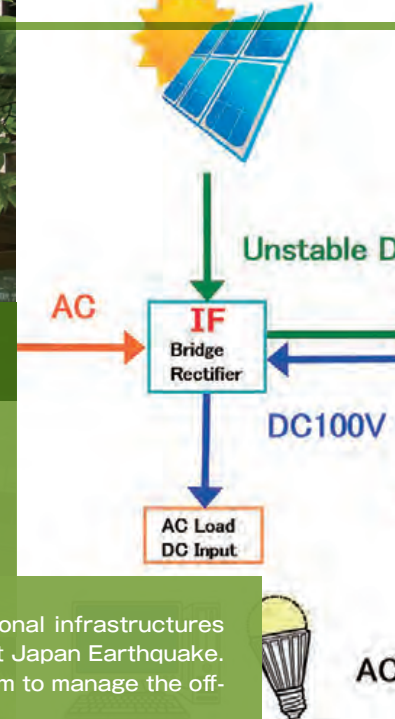 Unstable D
AC
IF
Bridge
Rectifier
DC100V
AC Load
DC Input
onal infrastructures
t Japan Earthquake.
m to manage the off-
AC